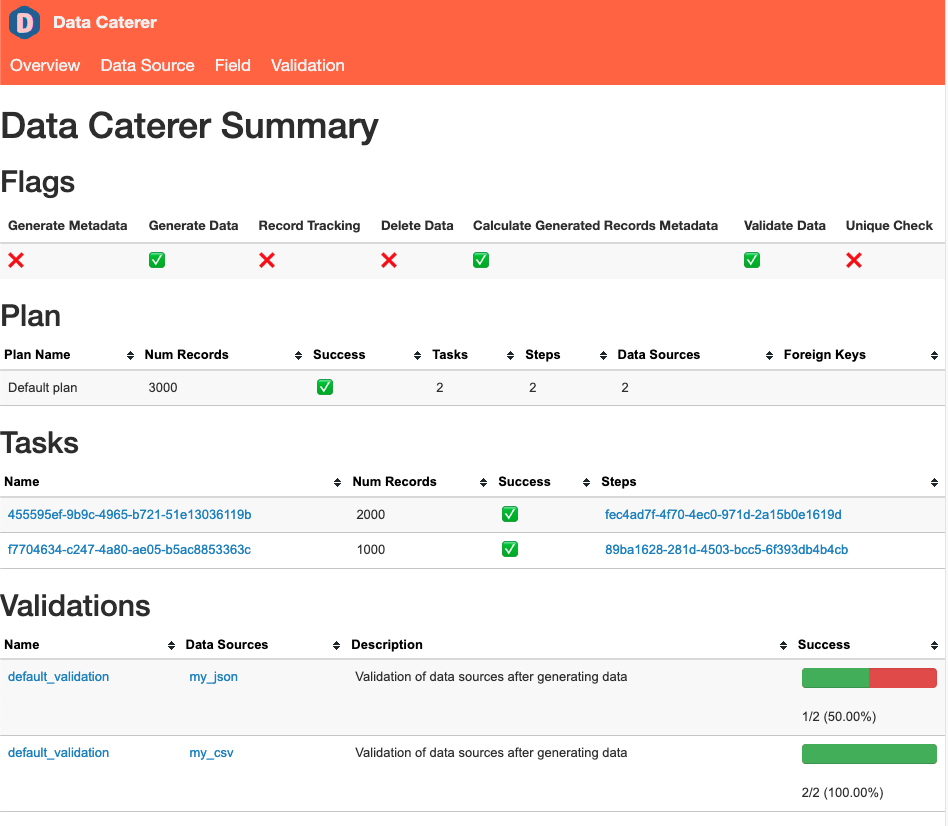 D Data Caterer
Overview Data Source Field Validation
Data Caterer Summary
Flags
Generate Metadata Generate Data Record Tracking Delete Data Calculate Generated Records Metadata Validate Data Unique Check
❌ ✅ ❌ ❌ ✅ ✅ ❌
Plan
Plan Name Num Records Success Tasks Steps Data Sources Foreign Keys
Default plan 3000 ✅ 2 2 2
Tasks
Name Num Records Success Steps
455595ef-9b9c-4965-b721-51e13036119b 2000 ✅ fec4ad7f-4f70-4ec0-971d-2a15b0e1619d
f7704634-c247-4a80-ae05-b5ac8853363c 1000 ✅ 89ba1628-281d-4503-bcc5-6f393db4b4cb
Validations
Name Data Sources Description Success
default_validation my_json Validation of data sources after generating data
1/2 (50.00%)
default_validation my_csv Validation of data sources after generating data
2/2 (100.00%)